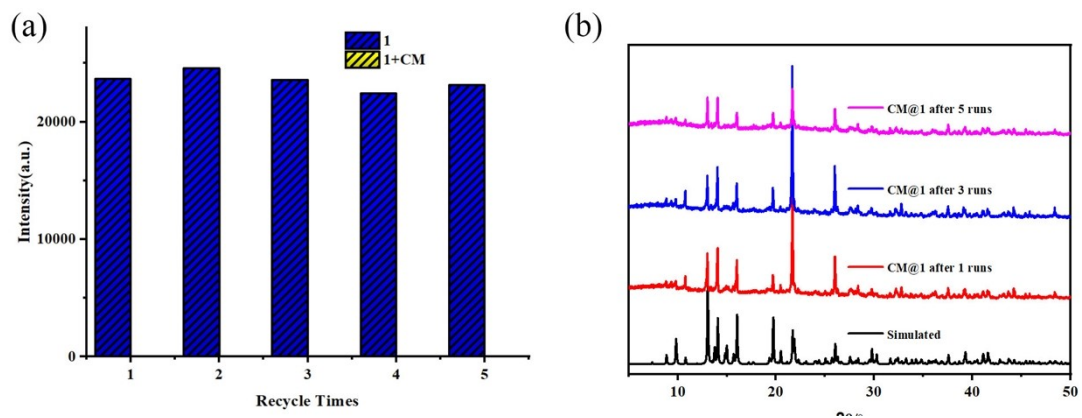 (a)
1
1+CM
Intensity(a.u.)
20000
10000
0
1 2 3 4 5
Recycle Times
(b)
CM@1 after 5 runs
CM@1 after 3 runs
CM@1 after 1 runs
Simulated
10 20 30 40 50